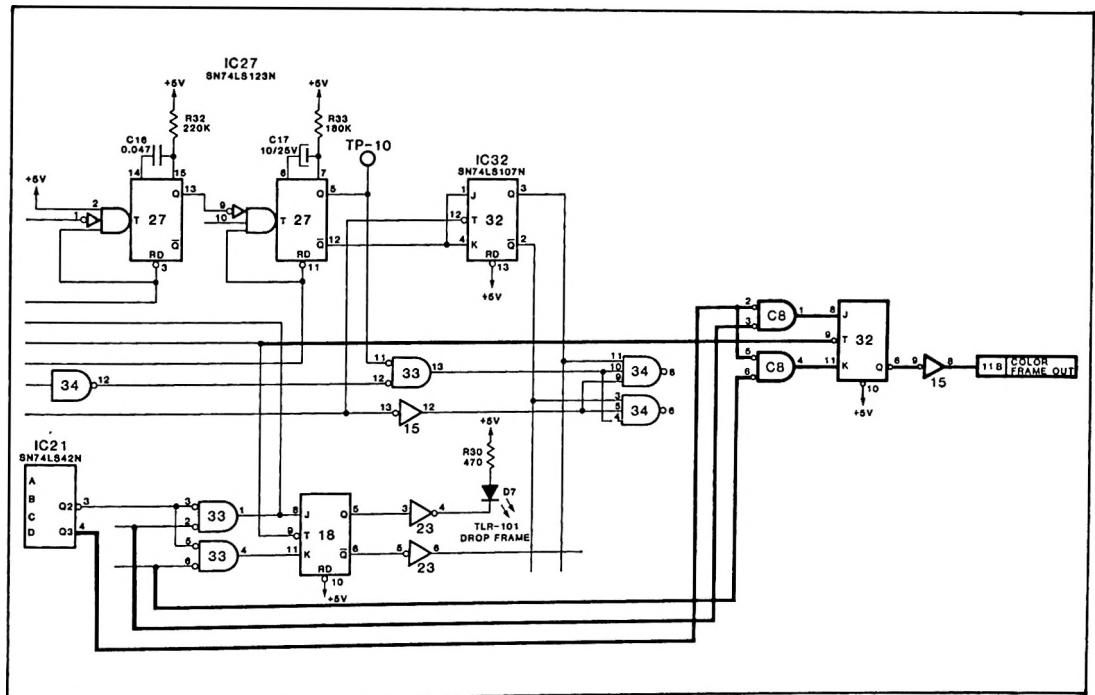 IC27
SN74LS123N
+5V
R32
220K
C16
0.047
14
15
+5V
2
1
T
27
Q
13
Q̅
RD
3
+5V
R33
180K
C17
10/25V
TP-10
6
7
9
10
T
27
Q
5
Q̅
12
RD
11
IC32
SN74LS107N
1
J
Q
3
12
T
32
4
K
Q̅
2
RD
13
+5V
2
3
C8
1
5
6
C8
4
8
J
9
T
32
11
K
Q
6
10
+5V
9
8
15
11B
COLOR
FRAME OUT
34
12
11
12
33
13
13
12
15
11
10
9
34
8
3
5
4
34
6
IC21
SN74LS42N
A
B
C
D
Q2
3
Q3
4
3
2
33
1
5
6
33
4
8
J
Q
5
9
T
18
11
K
Q̅
6
RD
10
+5V
3
4
23
5
6
23
+5V
R30
470
D7
TLR-101
DROP FRAME